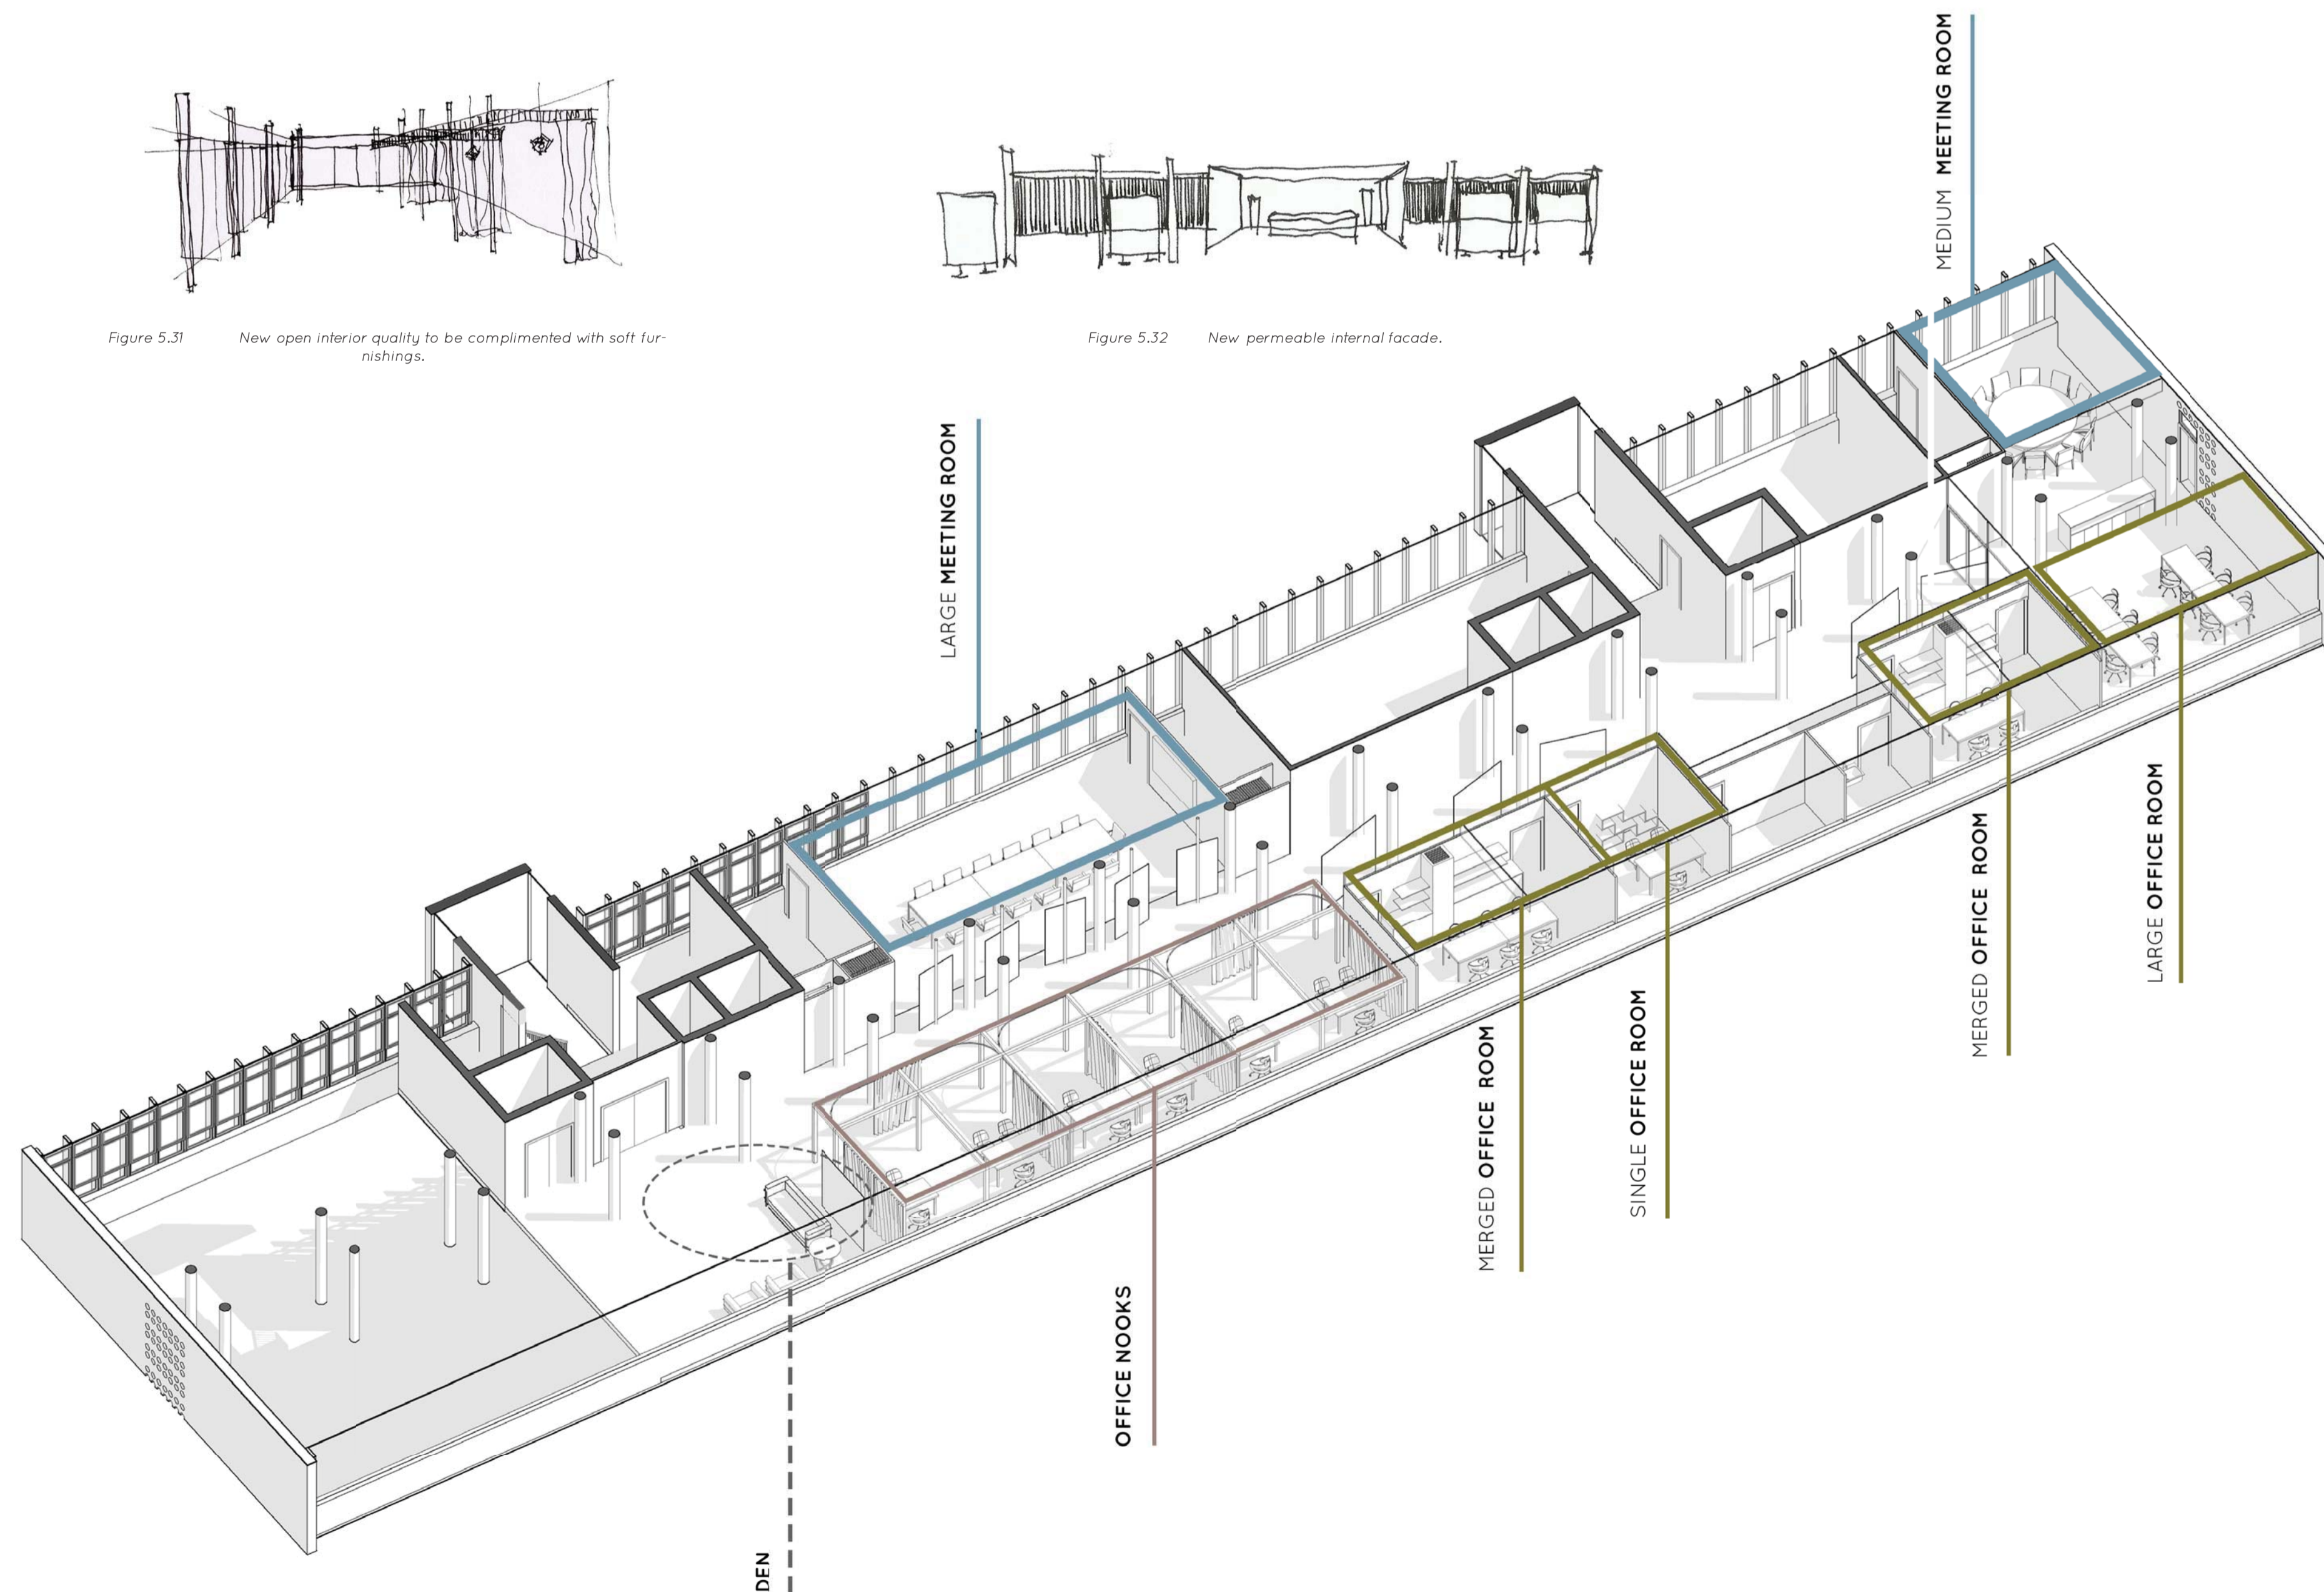 MEDIUM MEETING ROOM
Figure 5.31 New open interior quality to be complimented with soft fur-
nishings.
Figure 5.32 New permeable internal facade.
LARGE MEETING ROOM
LARGE OFFICE ROOM
MERGED OFFICE ROOM
SINGLE OFFICE ROOM
MERGED OFFICE ROOM
OFFICE NOOKS
DEN